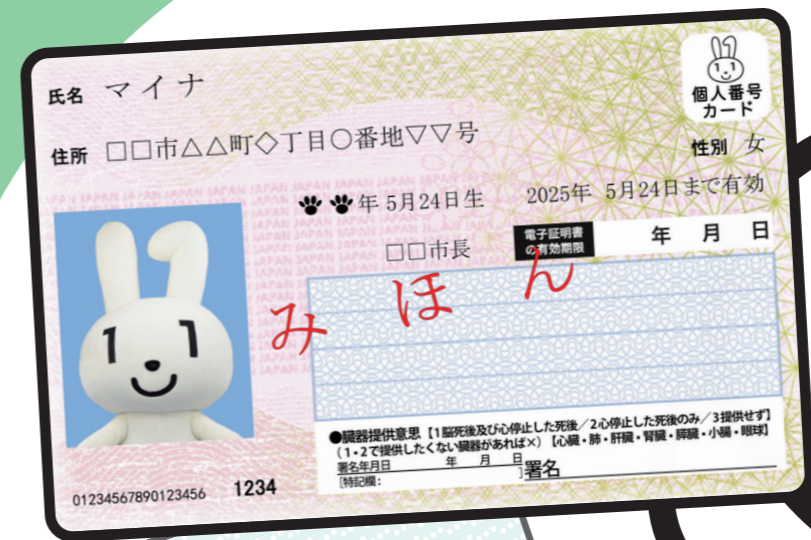 氏名 マイナ
個人番号
カード
住所 □□市△△町◇丁目○番地▽▽号
性別 女
年 5月24日生
2025年 5月24日まで有効
□□市長
電子証明書
の有効期限
年 月 日
みほん
●臓器提供意思【1脳死後及び心停止した死後/2心停止した死後のみ/3提供せず】
(1・2で提供したくない臓器があれば×)【心臓・肺・肝臓・腎臓・膵臓・小腸・眼球】
署名年月日 年 月 日
[特記欄: ]署名
01234567890123456 1234
JAPAN JAPAN JAPAN JAPAN JAPAN